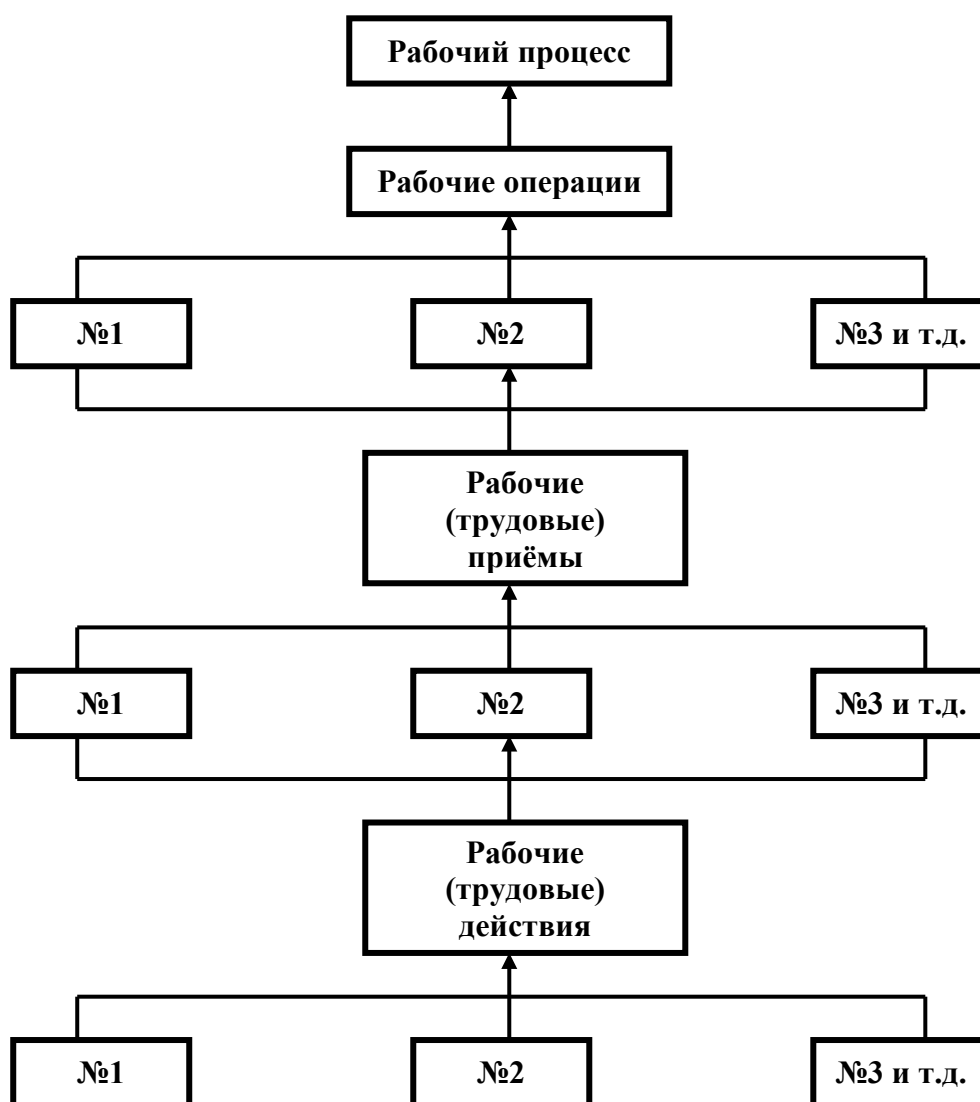 Рабочий процесс
Рабочие операции
№1
№2
№3 и т.д.
Рабочие
(трудовые)
приёмы
№1
№2
№3 и т.д.
Рабочие
(трудовые)
действия
№1
№2
№3 и т.д.